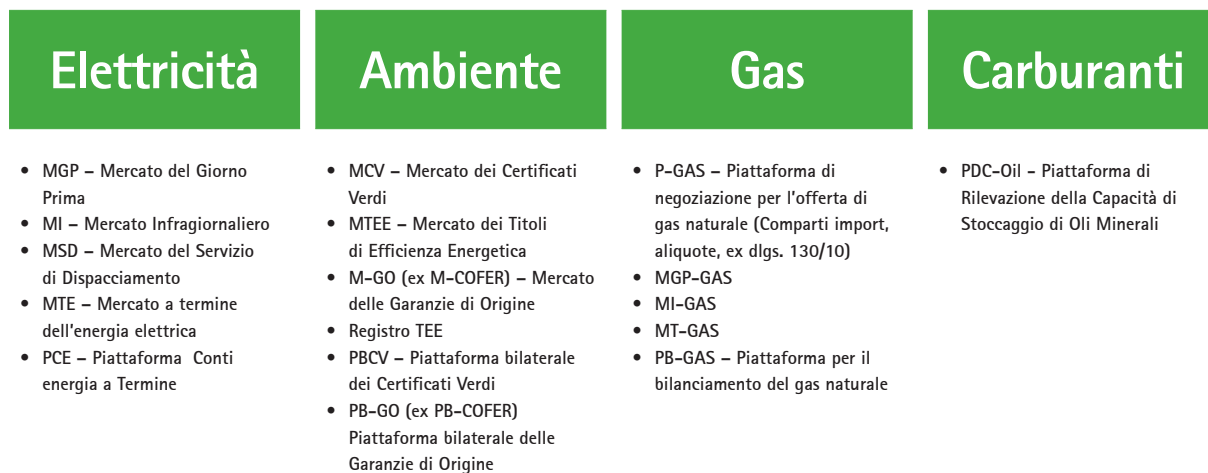 Elettricità
• MGP – Mercato del Giorno
Prima
• MI – Mercato Infragiornaliero
• MSD – Mercato del Servizio
di Dispacciamento
• MTE – Mercato a termine
dell'energia elettrica
• PCE – Piattaforma Conti
energia a Termine
Ambiente
• MCV – Mercato dei Certificati
Verdi
• MTEE – Mercato dei Titoli
di Efficienza Energetica
• M-GO (ex M-COFER) – Mercato
delle Garanzie di Origine
• Registro TEE
• PBCV – Piattaforma bilaterale
dei Certificati Verdi
• PB-GO (ex PB-COFER)
Piattaforma bilaterale delle
Garanzie di Origine
Gas
• P-GAS – Piattaforma di
negoziazione per l'offerta di
gas naturale (Comparti import,
aliquote, ex dlgs. 130/10)
• MGP-GAS
• MI-GAS
• MT-GAS
• PB-GAS – Piattaforma per il
bilanciamento del gas naturale
Carburanti
• PDC-Oil - Piattaforma di
Rilevazione della Capacità di
Stoccaggio di Oli Minerali